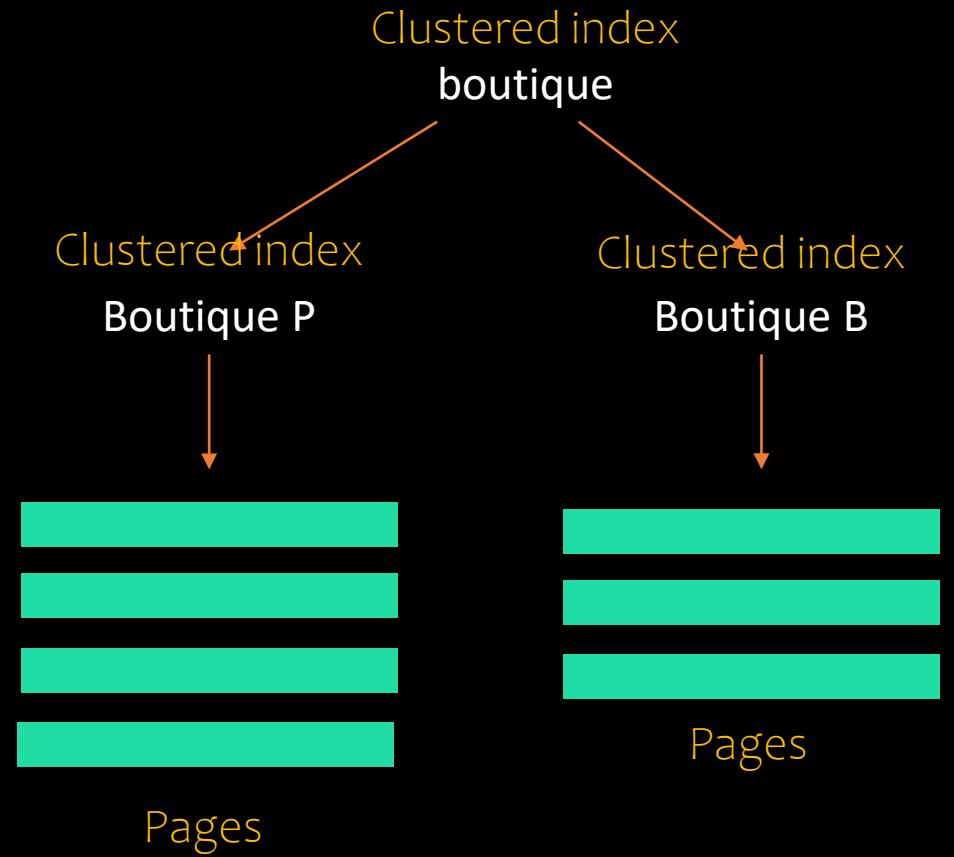 Clustered index
boutique
Clustered index
Boutique P
Clustered index
Boutique B
Pages
Pages